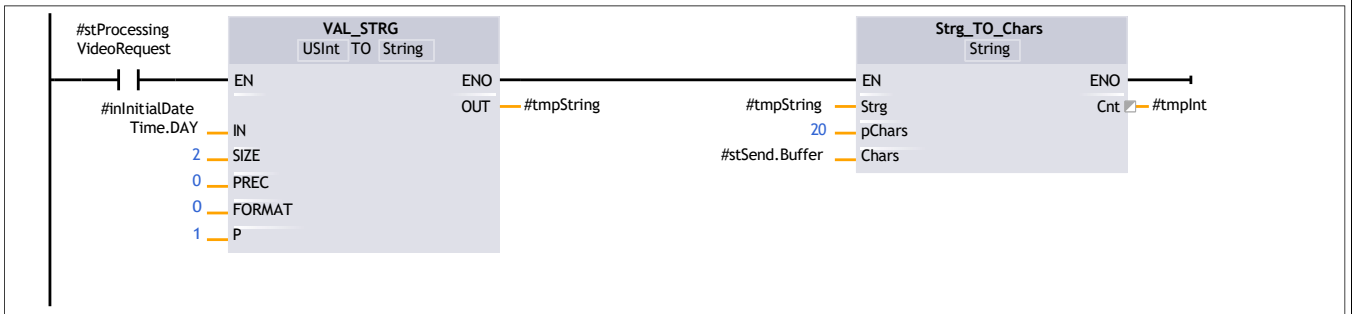 #stProcessing
VideoRequest
VAL_STRG
USInt TO String
Strg_TO_Chars
String
EN
ENO
EN
ENO
#inInitialDate
Time.DAY
IN
OUT
#tmpString
#tmpString
Strg
Cnt
#tmpInt
20
pChars
2
SIZE
#stSend.Buffer
Chars
0
PREC
0
FORMAT
1
P